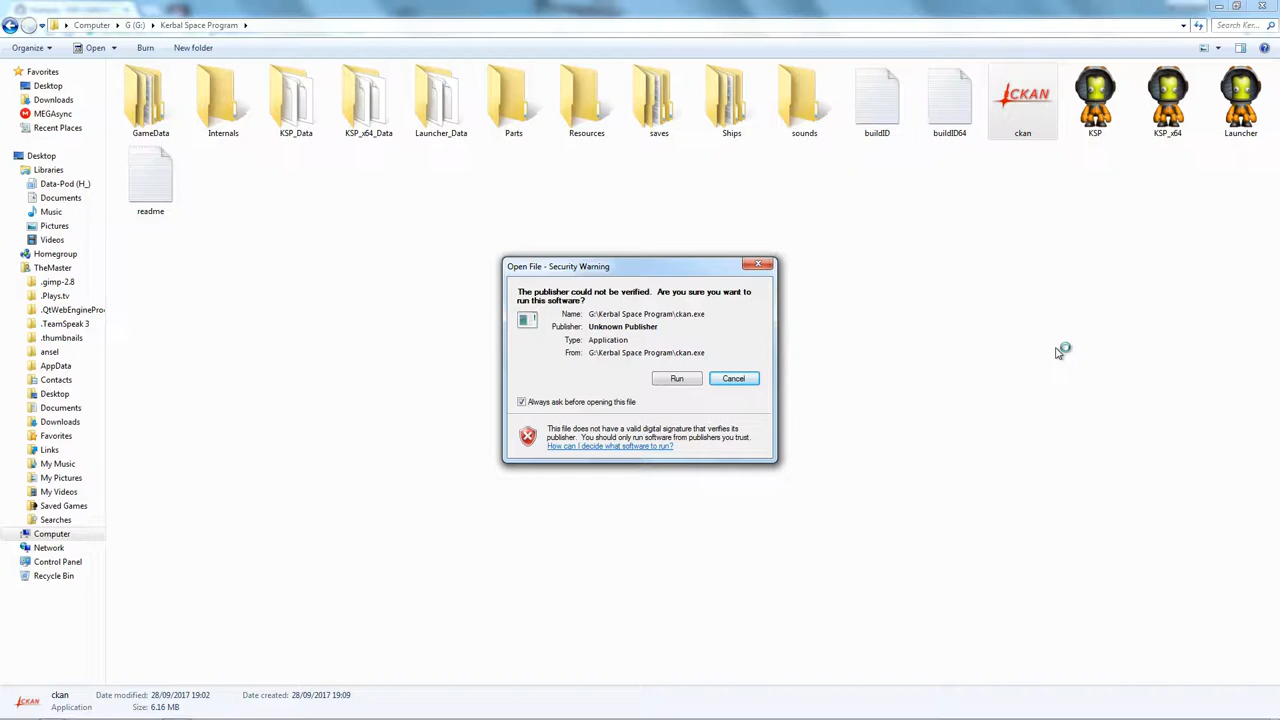 Computer ▸ G (G:) ▸ Kerbal Space Program ▸
Search Ker...
Organize ▾ Open ▾ Burn New folder
Favorites
Desktop
Downloads
MEGAsync
Recent Places
Desktop
Libraries
Data-Pod (H_)
Documents
Music
Pictures
Videos
Homegroup
TheMaster
.gimp-2.8
.Plays.tv
.QtWebEnginePro
.TeamSpeak 3
.thumbnails
ansel
AppData
Contacts
Desktop
Documents
Downloads
Favorites
Links
My Music
My Pictures
My Videos
Saved Games
Searches
Computer
Network
Control Panel
Recycle Bin
CKAN
GameData Internals KSP_Data KSP_x64_Data Launcher_Data Parts Resources saves Ships sounds buildID buildID64 ckan KSP KSP_x64 Launcher
readme
Open File - Security Warning
The publisher could not be verified. Are you sure you want to
run this software?
Name: G:\Kerbal Space Program\ckan.exe
Publisher: Unknown Publisher
Type: Application
From: G:\Kerbal Space Program\ckan.exe
Run Cancel
Always ask before opening this file
This file does not have a valid digital signature that verifies its
publisher. You should only run software from publishers you trust.
How can I decide what software to run?
CKAN
ckan Date modified: 28/09/2017 19:02 Date created: 28/09/2017 19:09
Application Size: 6.16 MB